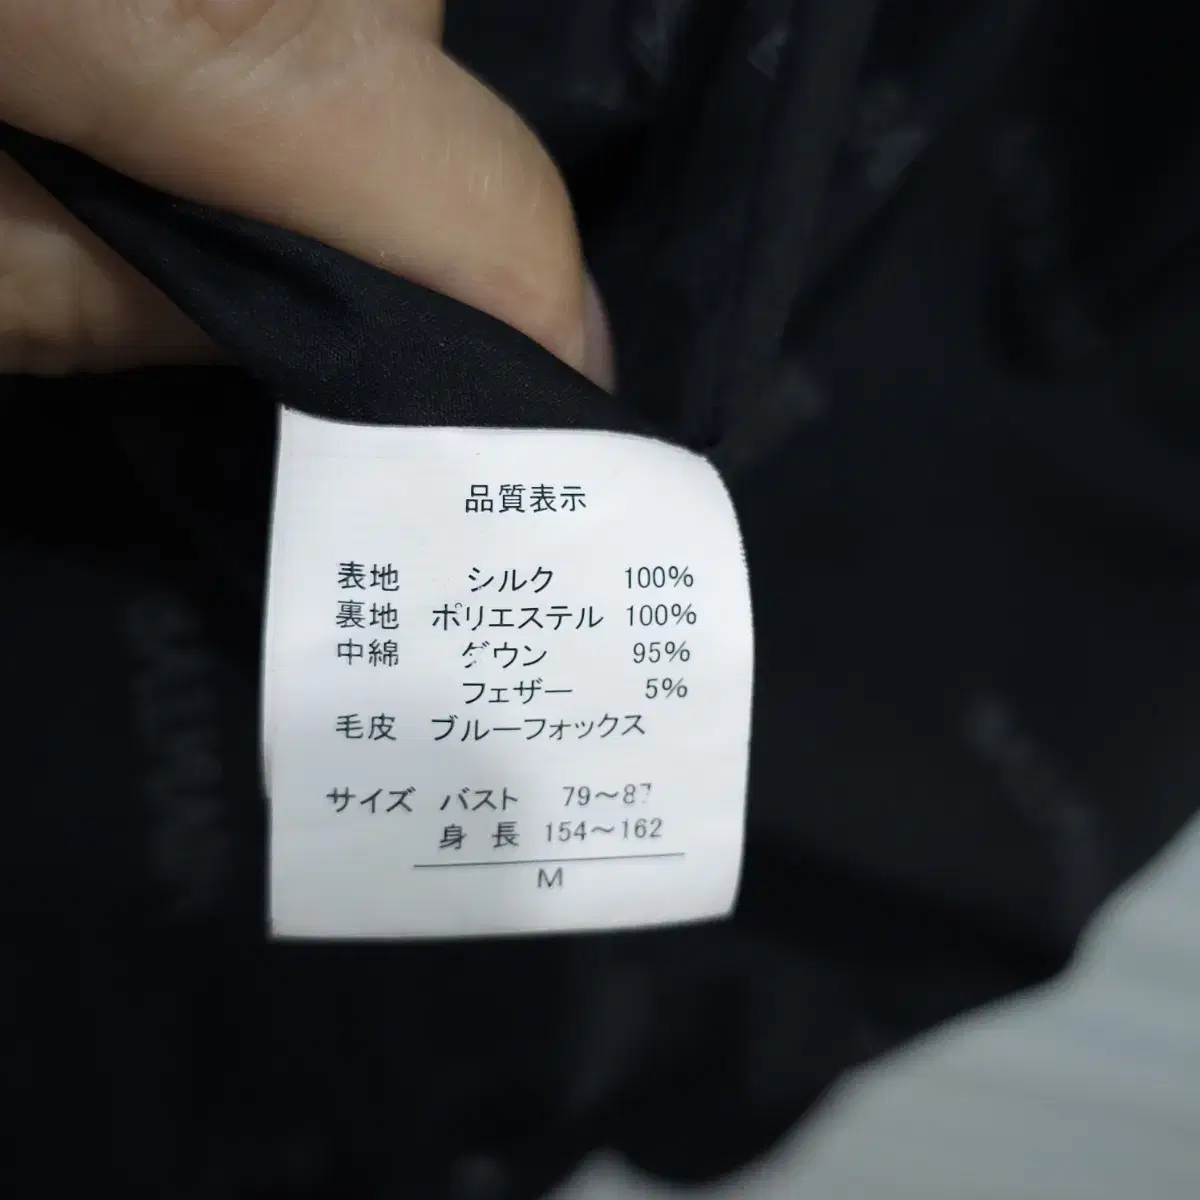 品質表示
表地 シルク 100%
裏地 ポリエステル 100%
中綿 ダウン 95%
フェザー 5%
毛皮 ブルーフォックス
サイズ バスト 79～87
身 長 154～162
M